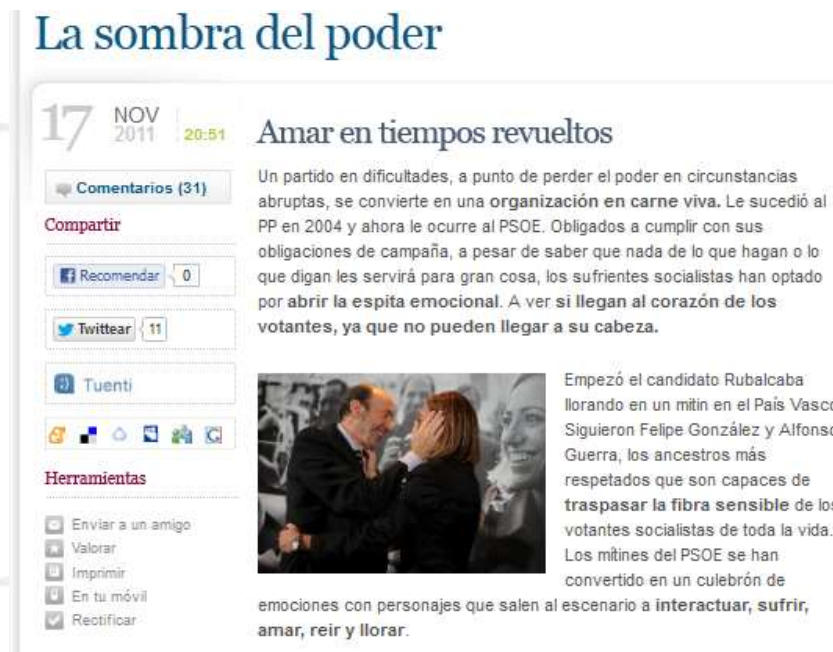 La sombra del poder
17
NOV
2011
20:51
Comentarios (31)
Compartir
Recomendar
0
Twittear
11
Tuenti
Herramientas
Enviar a un amigo
Valorar
Imprimir
En tu móvil
Rectificar
Amar en tiempos revueltos
Un partido en dificultades, a punto de perder el poder en circunstancias
abruptas, se convierte en una organización en carne viva. Le sucedió al
PP en 2004 y ahora le ocurre al PSOE. Obligados a cumplir con sus
obligaciones de campaña, a pesar de saber que nada de lo que hagan o lo
que digan les servirá para gran cosa, los sufrientes socialistas han optado
por abrir la espita emocional. A ver si llegan al corazón de los
votantes, ya que no pueden llegar a su cabeza.
Empezó el candidato Rubalcaba
llorando en un mitin en el País Vasco
Siguieron Felipe González y Alfonso
Guerra, los ancestros más
respetados que son capaces de
traspasar la fibra sensible de los
votantes socialistas de toda la vida.
Los mítines del PSOE se han
convertido en un culebrón de
emociones con personajes que salen al escenario a interactuar, sufrir,
amar, reir y llorar.